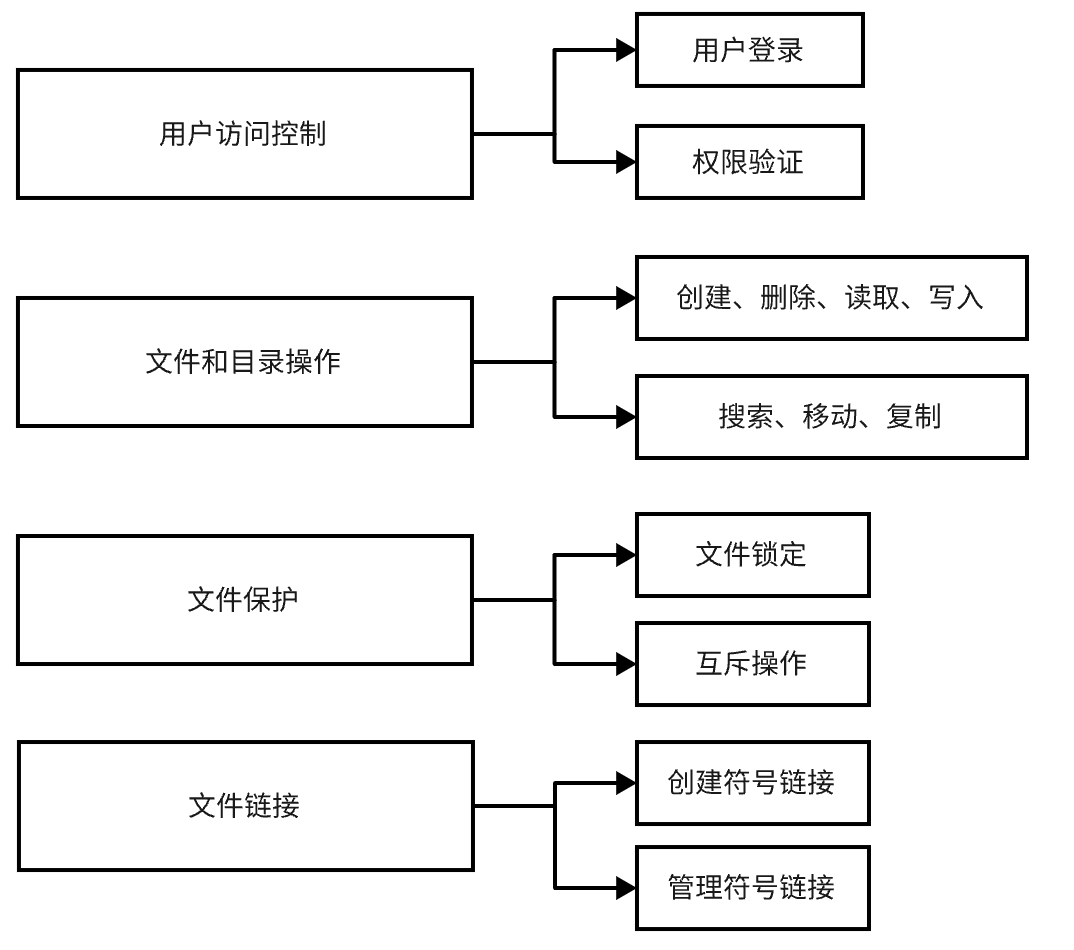 用户访问控制
用户登录
权限验证
文件和目录操作
创建、删除、读取、写入
搜索、移动、复制
文件保护
文件锁定
互斥操作
文件链接
创建符号链接
管理符号链接